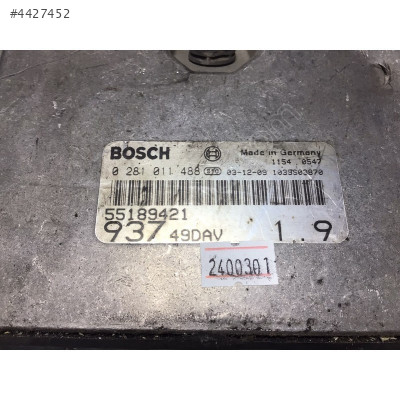 #4427452
BOSCH
Made in Germany
1154 0547
0 281 011 488 03-12-09 1039S03870
55189421
937 49DAV 1.9
2400301